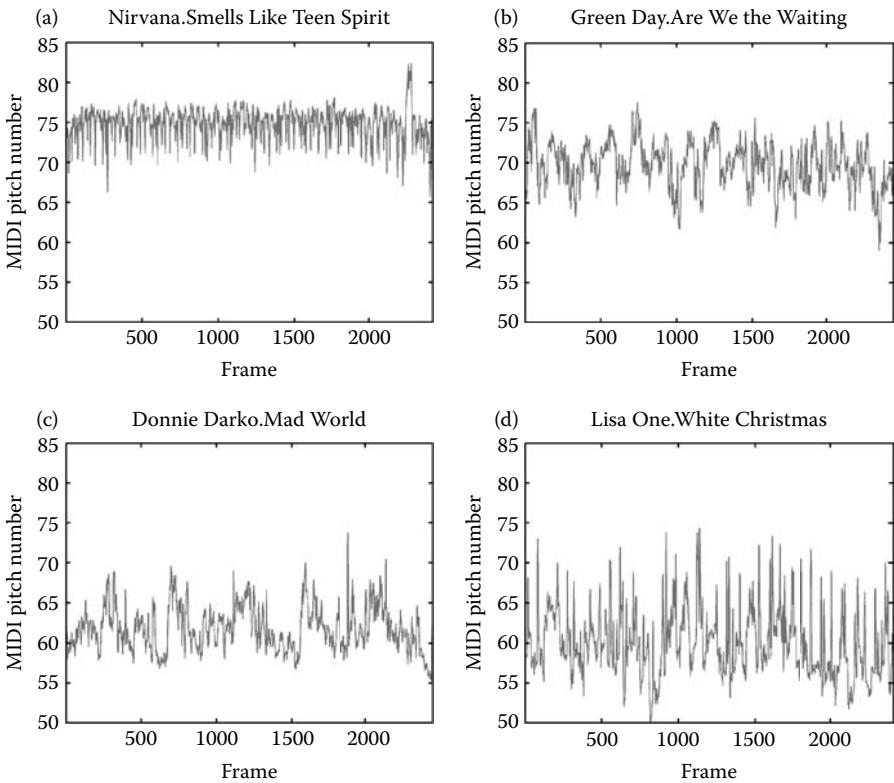 (a) Nirvana.Smells Like Teen Spirit
85
80
75
70
65
60
55
50
MIDI pitch number
500 1000 1500 2000
Frame
(b) Green Day.Are We the Waiting
85
80
75
70
65
60
55
50
MIDI pitch number
500 1000 1500 2000
Frame
(c) Donnie Darko.Mad World
85
80
75
70
65
60
55
50
MIDI pitch number
500 1000 1500 2000
Frame
(d) Lisa One.White Christmas
85
80
75
70
65
60
55
50
MIDI pitch number
500 1000 1500 2000
Frame